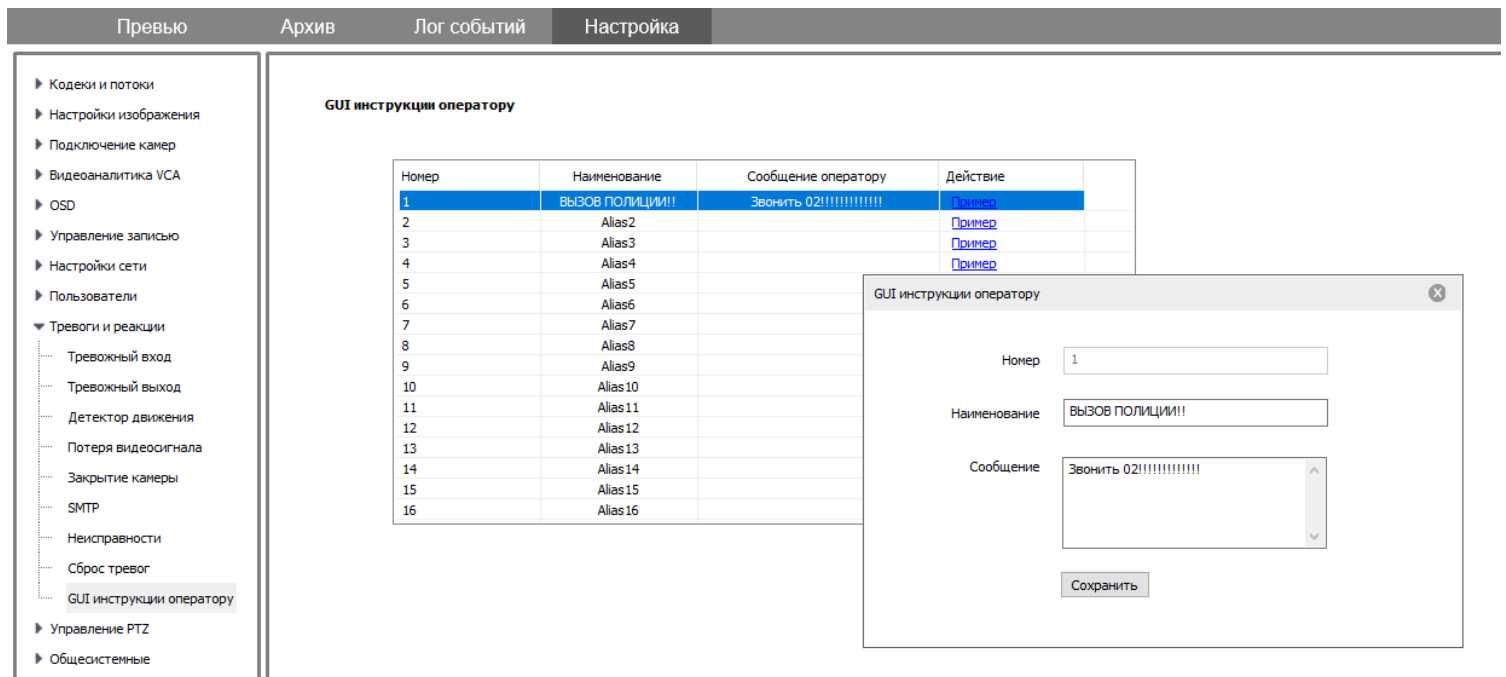 Превью Архив Лог событий Настройка
Кодеки и потоки
Настройки изображения
Подключение камер
Видеоаналитика VCA
OSD
Управление записью
Настройки сети
Пользователи
Тревоги и реакции
Тревожный вход
Тревожный выход
Детектор движения
Потеря видеосигнала
Закрытие камеры
SMTP
Неисправности
Сброс тревог
GUI инструкции оператору
Управление PTZ
Общесистемные
GUI инструкции оператору
Номер Наименование Сообщение оператору Действие
1 ВЫЗОВ ПОЛИЦИИ!! Звонить 02!!!!!!!!!!!!! Пример
2 Alias2 Пример
3 Alias3 Пример
4 Alias4 Пример
5 Alias5
6 Alias6
7 Alias7
8 Alias8
9 Alias9
10 Alias10
11 Alias11
12 Alias12
13 Alias13
14 Alias14
15 Alias15
16 Alias16
GUI инструкции оператору
Номер 1
Наименование ВЫЗОВ ПОЛИЦИИ!!
Сообщение Звонить 02!!!!!!!!!!!!!
Сохранить